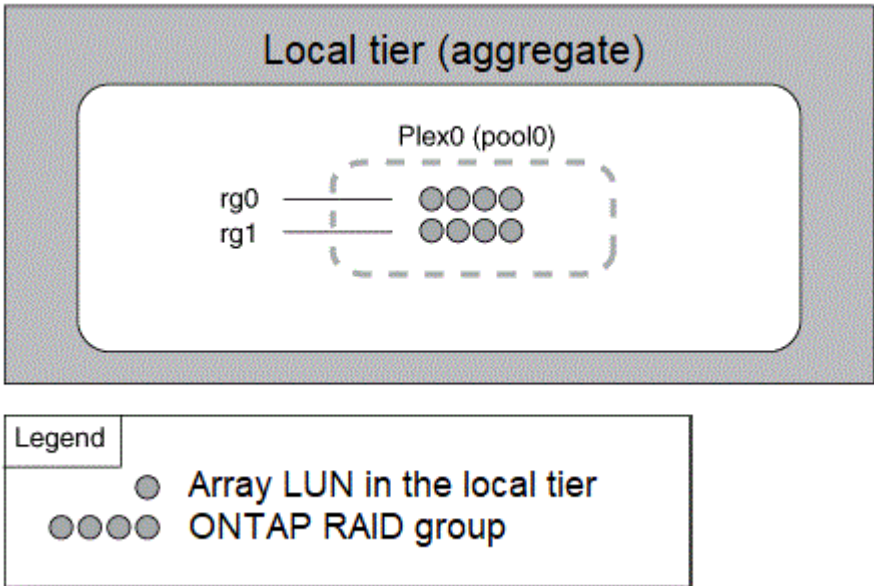 Local tier (aggregate)
Plex0 (pool0)
rg0
rg1
Legend
Array LUN in the local tier
ONTAP RAID group